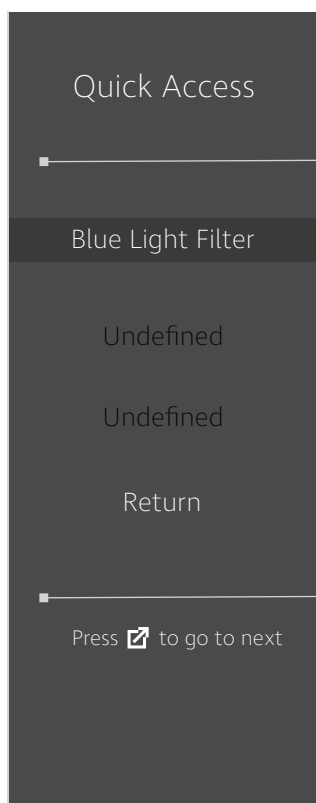 Quick Access
Blue Light Filter
Undefined
Undefined
Return
Press to go to next